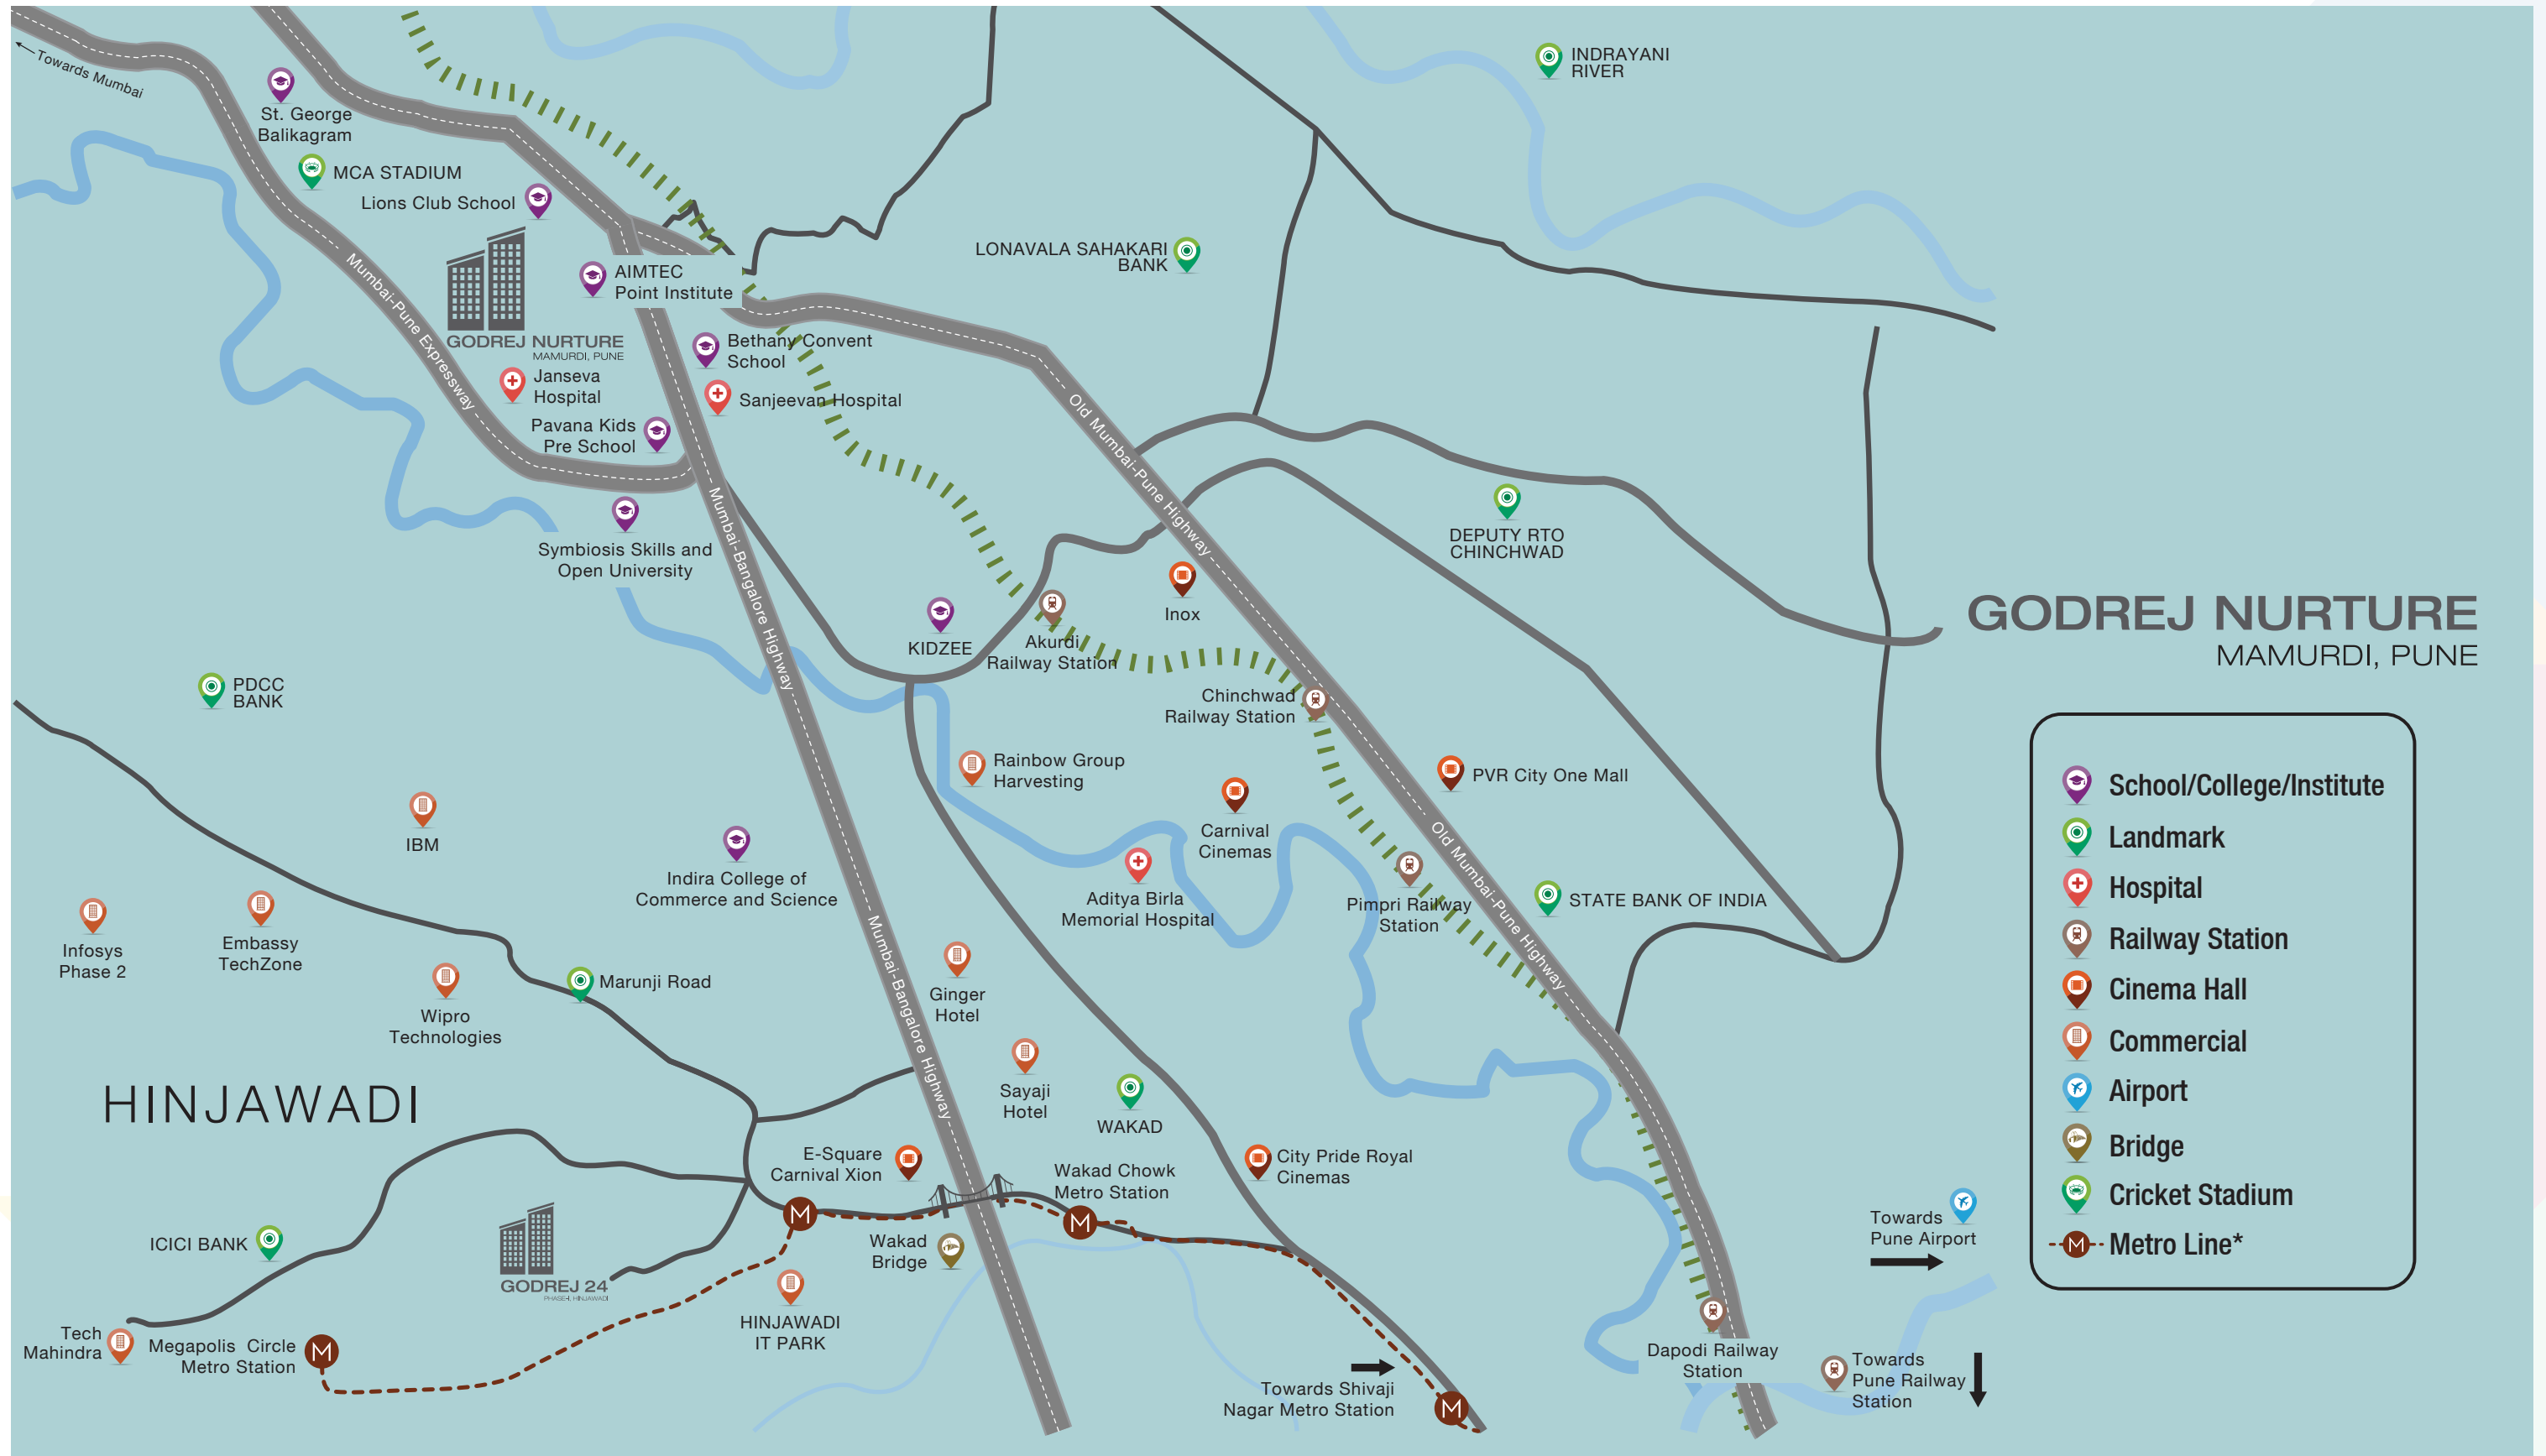 Towards Mumbai
St. George
Balikagram
MCA STADIUM
Lions Club School
INDRAYANI
RIVER
LONAVALA SAHAKARI
BANK
AIMTEC
Point Institute
Mumbai-Pune Expressway
GODREJ NURTURE
MAMURDI, PUNE
Bethany Convent
School
Janseva
Hospital
Sanjeevan Hospital
Pavana Kids
Pre School
Old Mumbai-Pune Highway
Mumbai-Bangalore Highway
Symbiosis Skills and
Open University
DEPUTY RTO
CHINCHWAD
Inox
KIDZEE
Akurdi
Railway Station
GODREJ NURTURE
MAMURDI, PUNE
PDCC
BANK
Chinchwad
Railway Station
Rainbow Group
Harvesting
PVR City One Mall
IBM
Carnival
Cinemas
Old Mumbai-Pune Highway
Indira College of
Commerce and Science
Aditya Birla
Memorial Hospital
Pimpri Railway
Station
STATE BANK OF INDIA
Infosys
Phase 2
Embassy
TechZone
Mumbai-Bangalore Highway
Wipro
Technologies
Marunji Road
Ginger
Hotel
HINJAWADI
Sayaji
Hotel
WAKAD
E-Square
Carnival Xion
Wakad Chowk
Metro Station
City Pride Royal
Cinemas
M
M
ICICI BANK
Wakad
Bridge
GODREJ 24
PHASE-I, HINJAWADI
HINJAWADI
IT PARK
Tech
Mahindra
Megapolis Circle
Metro Station
M
Towards Shivaji
Nagar Metro Station
M
Towards
Pune Airport
Dapodi Railway
Station
Towards
Pune Railway
Station
School/College/Institute
Landmark
Hospital
Railway Station
Cinema Hall
Commercial
Airport
Bridge
Cricket Stadium
M Metro Line*